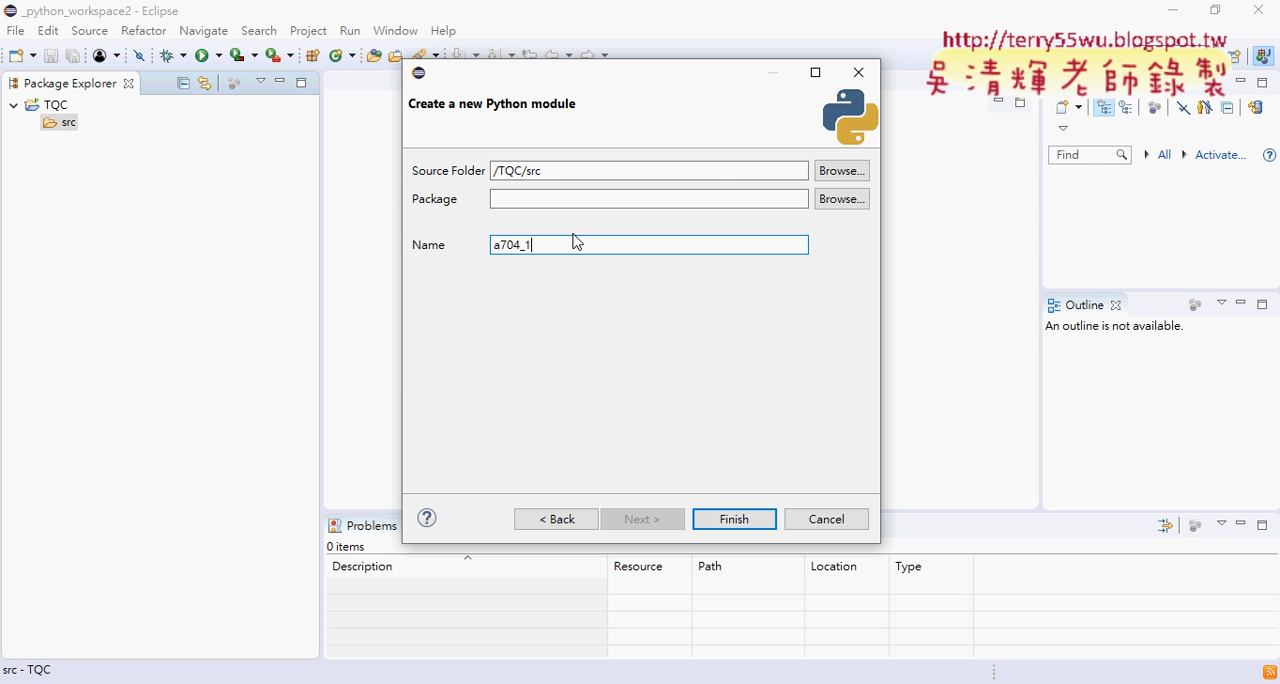 _python_workspace2 - Eclipse
File Edit Source Refactor Navigate Search Project Run Window Help
http://terry55wu.blogspot.tw
吳清輝老師錄製
Package Explorer
TQC
src
Create a new Python module
Source Folder /TQC/src Browse...
Package Browse...
Name a704_1
< Back Next > Finish Cancel
Find All Activate...
Outline
An outline is not available.
Problems
0 items
Description Resource Path Location Type
src - TQC